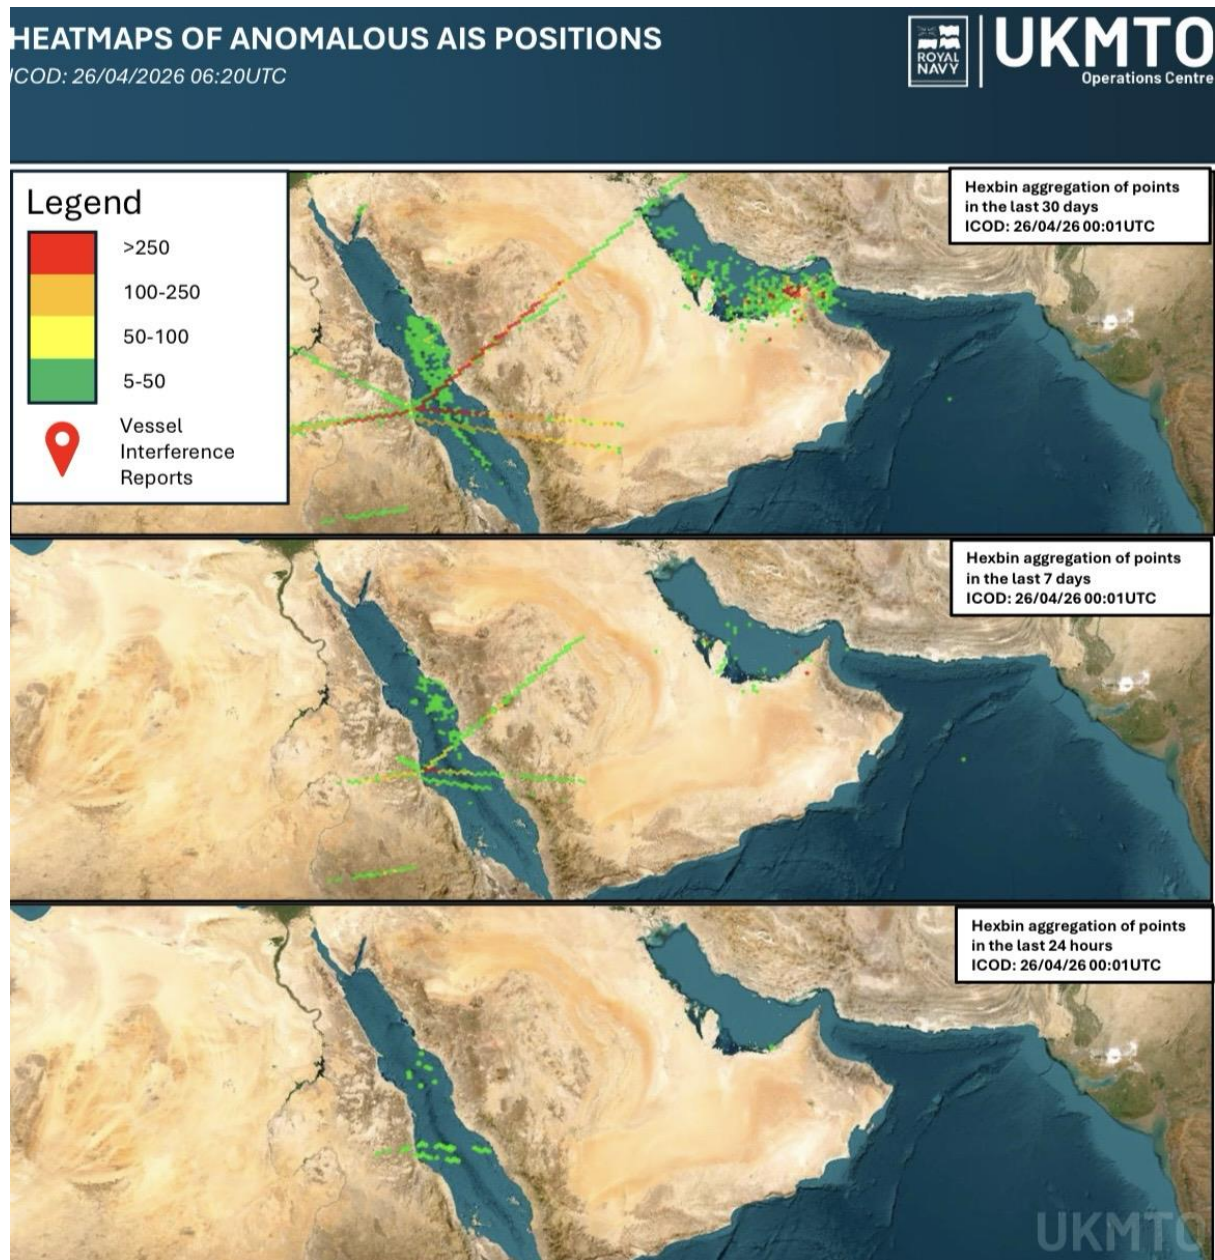 HEATMAPS OF ANOMALOUS AIS POSITIONS
ICOD: 26/04/2026 06:20UTC
ROYAL
NAVY
UKMTO
Operations Centre
Legend
>250
100-250
50-100
5-50
Vessel
Interference
Reports
Hexbin aggregation of points
in the last 30 days
ICOD: 26/04/26 00:01UTC
Hexbin aggregation of points
in the last 7 days
ICOD: 26/04/26 00:01UTC
Hexbin aggregation of points
in the last 24 hours
ICOD: 26/04/26 00:01UTC
UKMTO